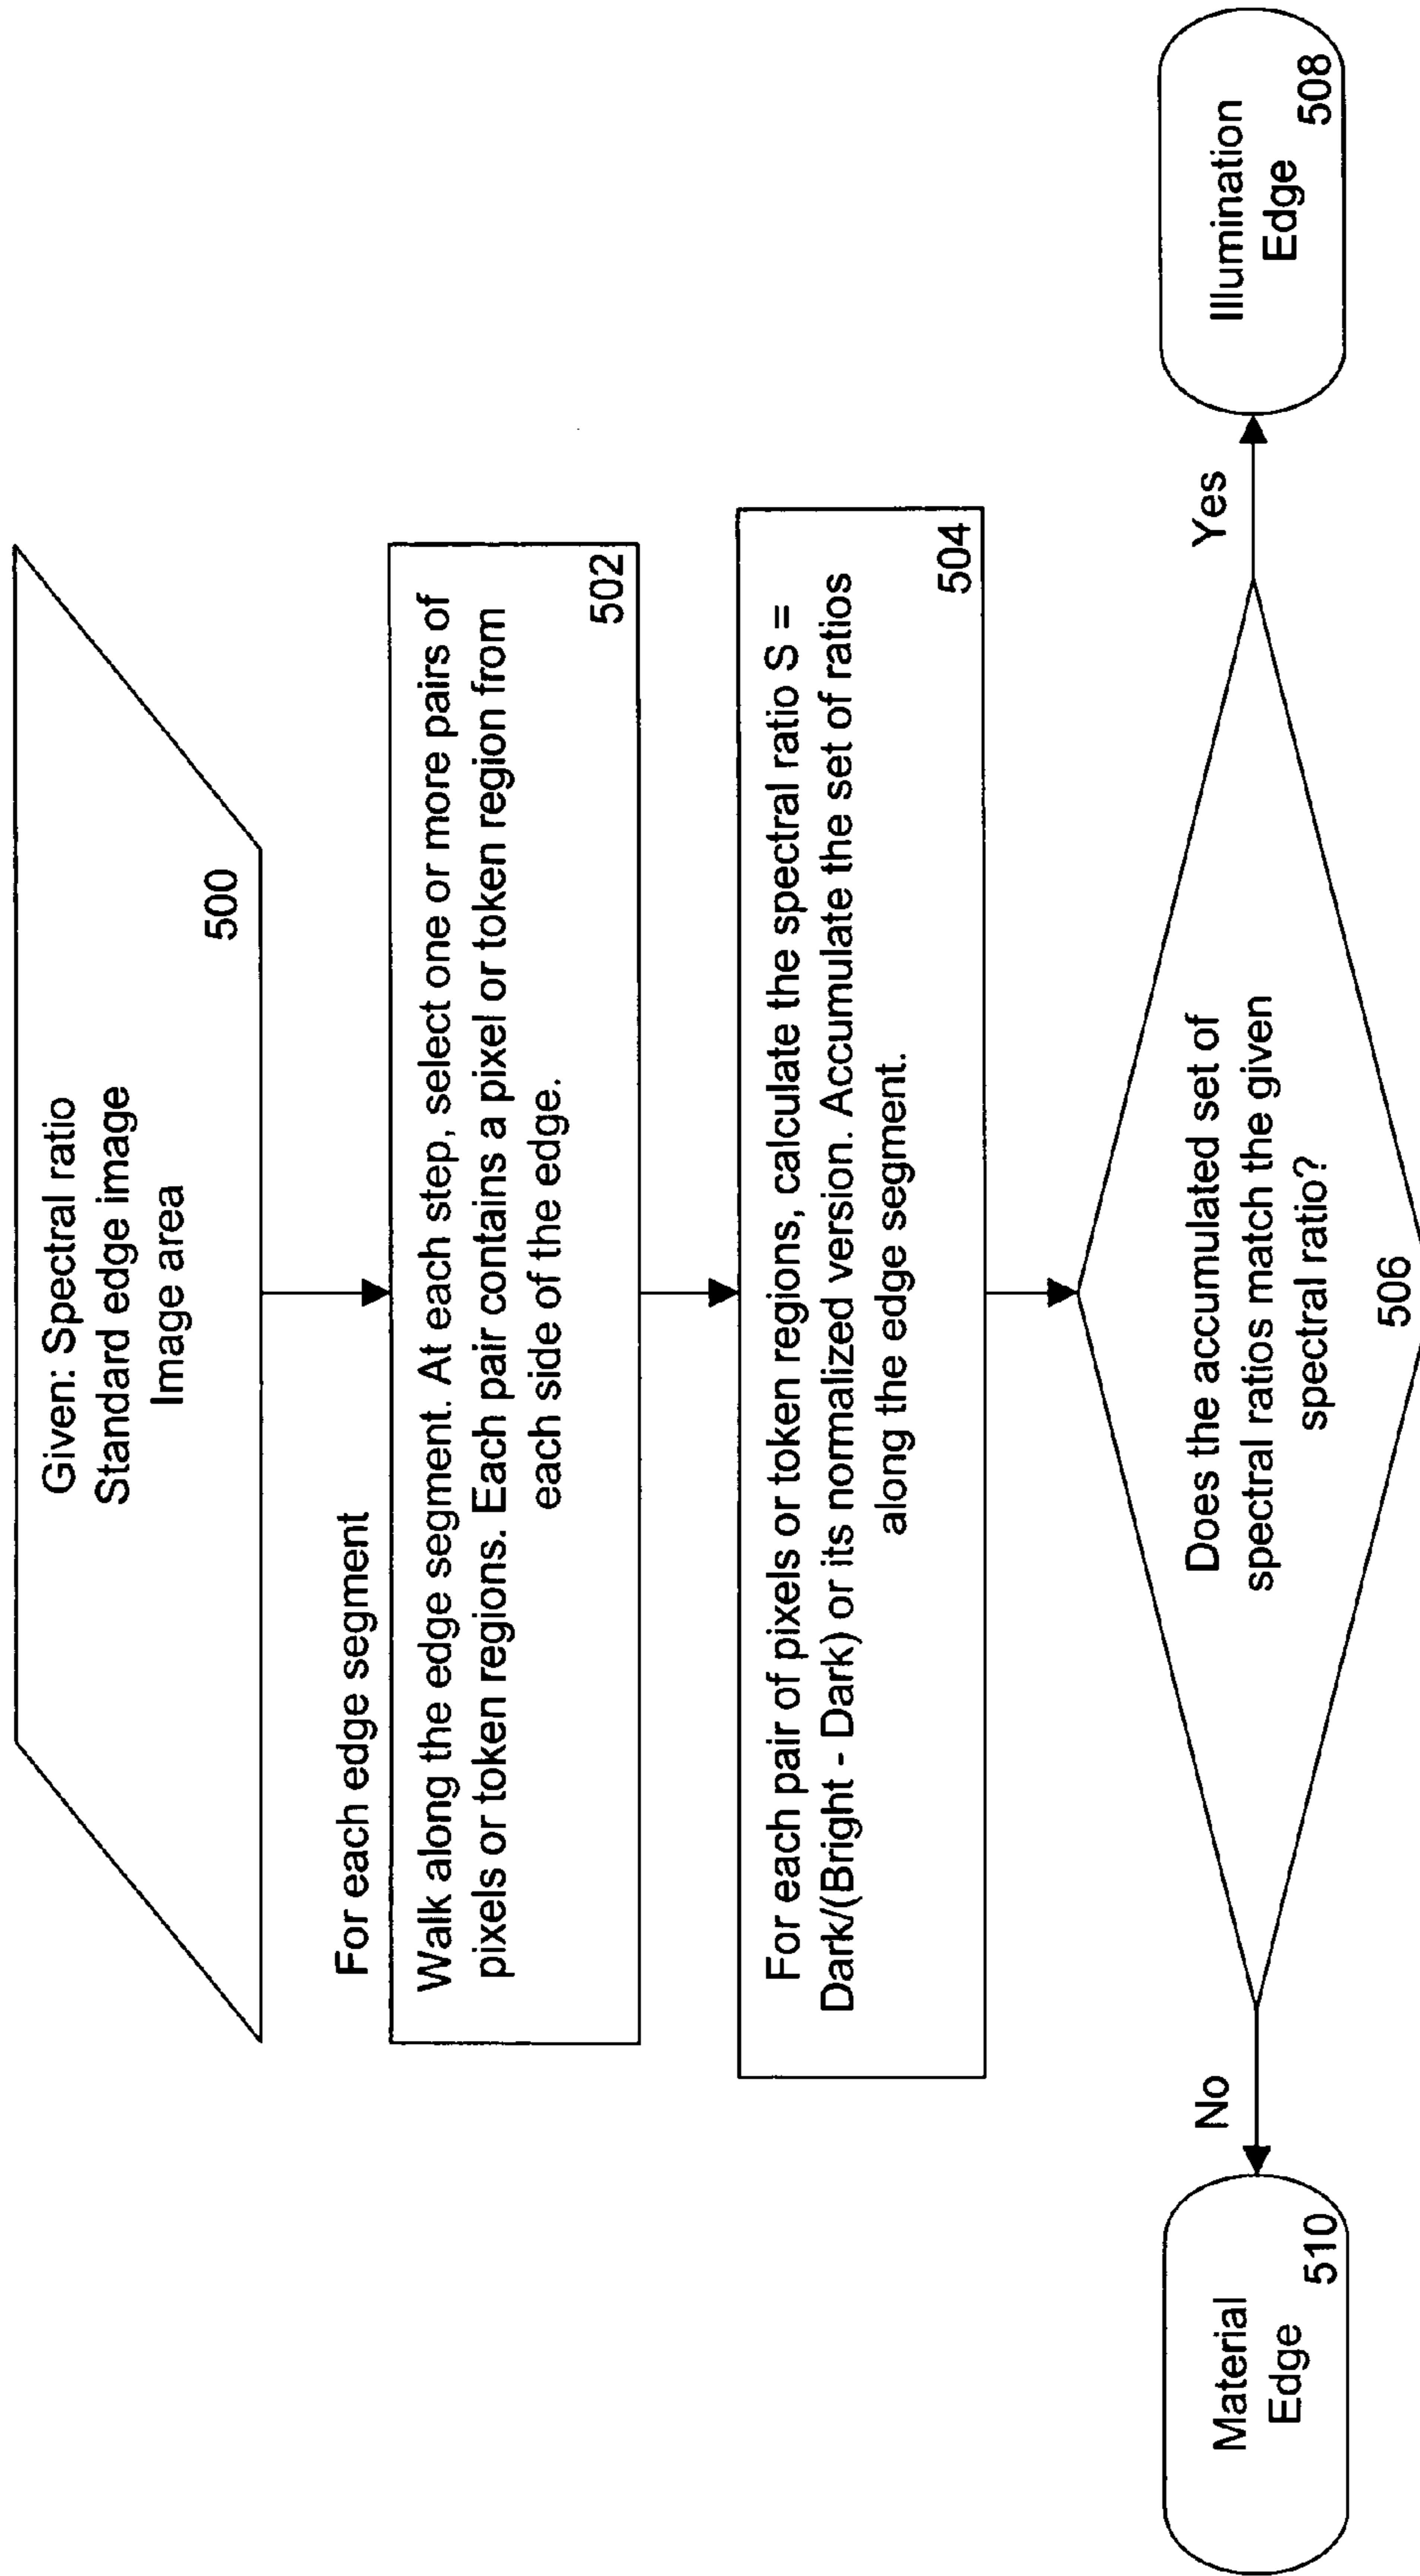 Given: Spectral ratio
Standard edge image
Image area
500
For each edge segment
Walk along the edge segment. At each step, select one or more pairs of
pixels or token regions. Each pair contains a pixel or token region from
each side of the edge.
502
For each pair of pixels or token regions, calculate the spectral ratio S =
Dark/(Bright - Dark) or its normalized version. Accumulate the set of ratios
along the edge segment.
504
Does the accumulated set of
spectral ratios match the given
spectral ratio?
506
No
Yes
Material
Edge
510
Illumination
Edge
508